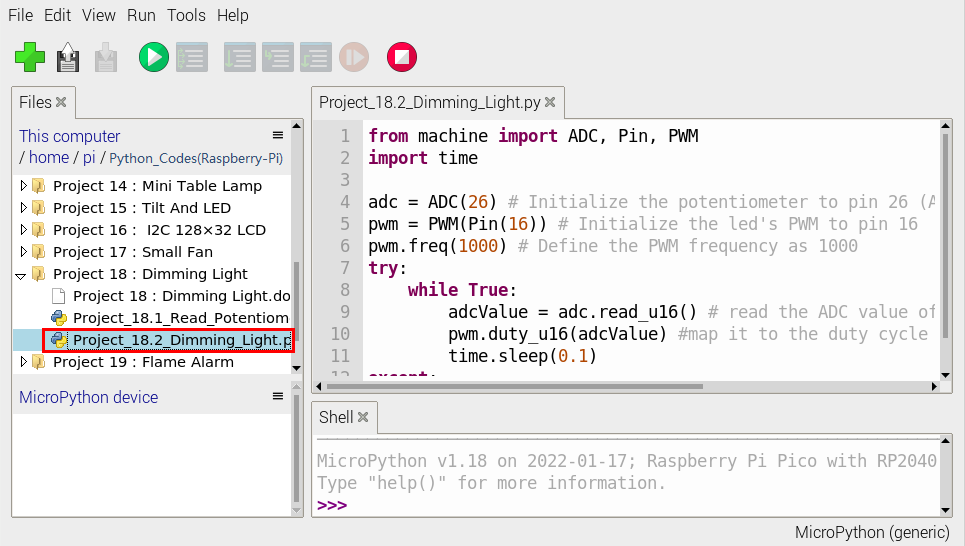 File Edit View Run Tools Help
Files
This computer
/ home / pi / Python_Codes(Raspberry-Pi)
Project 14 : Mini Table Lamp
Project 15 : Tilt And LED
Project 16 : I2C 128×32 LCD
Project 17 : Small Fan
Project 18 : Dimming Light
Project 18 : Dimming Light.do
Project_18.1_Read_Potentiom
Project_18.2_Dimming_Light.p
Project 19 : Flame Alarm
MicroPython device
Project_18.2_Dimming_Light.py
1 from machine import ADC, Pin, PWM
2 import time
3
4 adc = ADC(26) # Initialize the potentiometer to pin 26 (A
5 pwm = PWM(Pin(16)) # Initialize the led's PWM to pin 16
6 pwm.freq(1000) # Define the PWM frequency as 1000
7 try:
8 while True:
9 adcValue = adc.read_u16() # read the ADC value of
10 pwm.duty_u16(adcValue) #map it to the duty cycle
11 time.sleep(0.1)
12 except:
Shell
MicroPython v1.18 on 2022-01-17; Raspberry Pi Pico with RP2040
Type "help()" for more information.
>>>
MicroPython (generic)